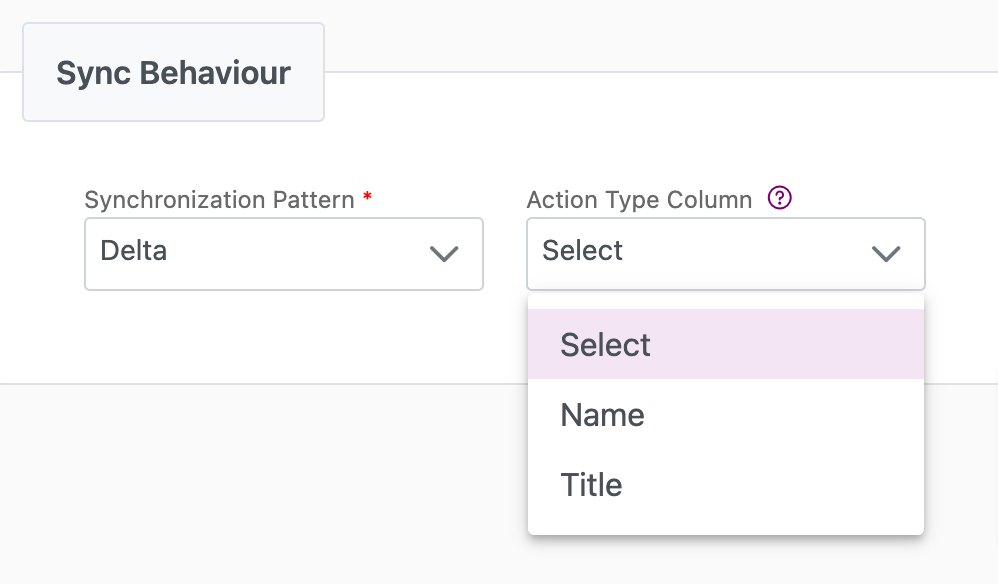 Sync Behaviour
Synchronization Pattern *
Delta
Action Type Column ?
Select
Select
Name
Title